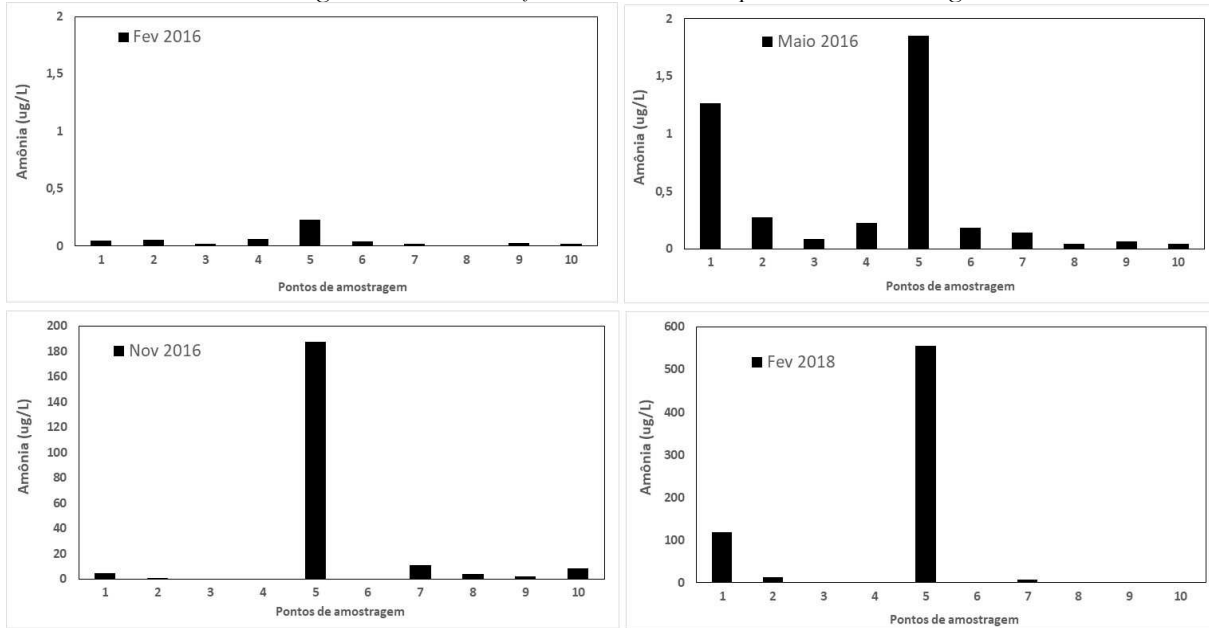 2
Fev 2016
1,5
1
0,5
0
Amônia (ug/L)
1 2 3 4 5 6 7 8 9 10
Pontos de amostragem
2
Maio 2016
1,5
1
0,5
0
Amônia (ug/L)
1 2 3 4 5 6 7 8 9 10
Pontos de amostragem
200
180
Nov 2016
160
140
120
100
80
60
40
20
0
Amônia (ug/L)
1 2 3 4 5 6 7 8 9 10
Pontos de amostragem
600
Fev 2018
500
400
300
200
100
0
Amônia (ug/L)
1 2 3 4 5 6 7 8 9 10
Pontos de amostragem